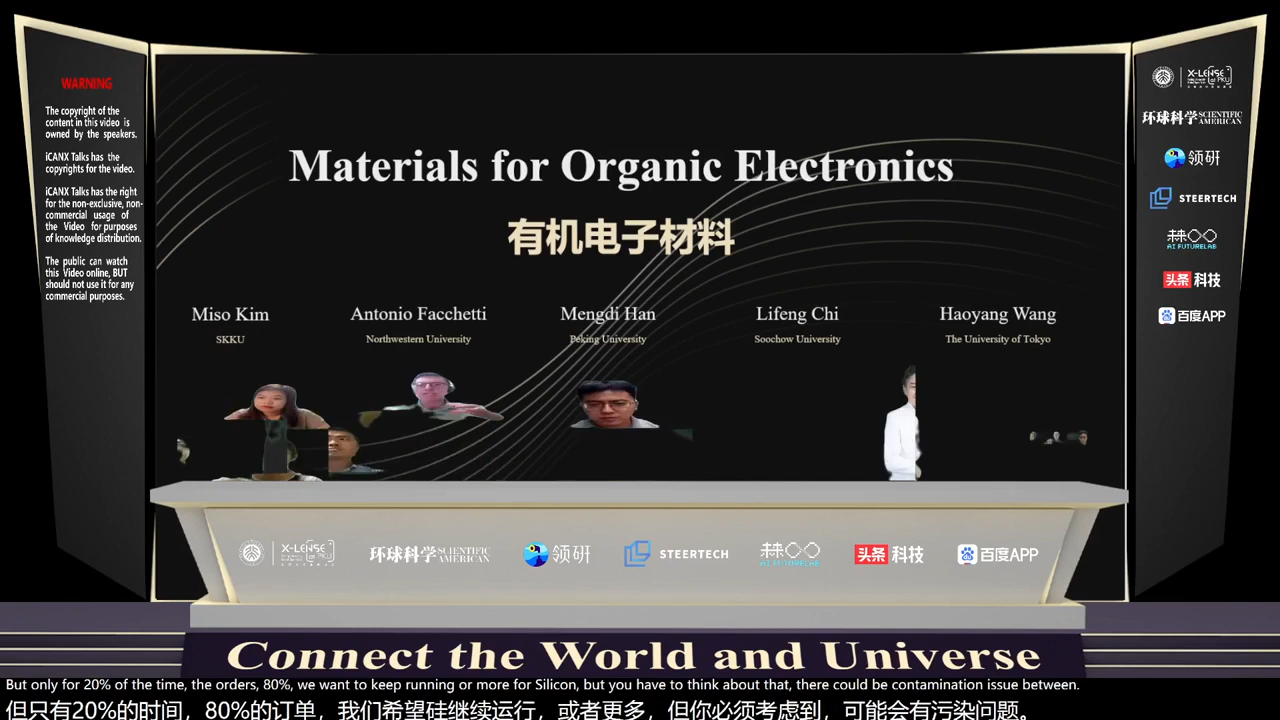 WARNING
The copyright of the
content in this video is
owned by the speakers.
iCANX Talks has the
copyrights for the video.
iCANX Talks has the right
for the non-exclusive, non-
commercial usage of
the Video for purposes
of knowledge distribution.
The public can watch
this Video online, BUT
should not use it for any
commercial purposes.
Materials for Organic Electronics
有机电子材料
Miso Kim
SKKU
Antonio Facchetti
Northwestern University
Mengdi Han
Peking University
Lifeng Chi
Soochow University
Haoyang Wang
The University of Tokyo
X-LENSE
at PKU
环球科学 SCIENTIFIC
AMERICAN
领研
STEERTECH
AI FUTURELAB
头条 科技
百度APP
X-LENSE
at PKU
环球科学 SCIENTIFIC
AMERICAN
领研
STEERTECH
AI FUTURELAB
头条 科技
百度APP
Connect the World and Universe
But only for 20% of the time, the orders, 80%, we want to keep running or more for Silicon, but you have to think about that, there could be contamination issue between.
但只有20%的时间，80%的订单，我们希望硅继续运行，或者更多，但你必须考虑到，可能会有污染问题。